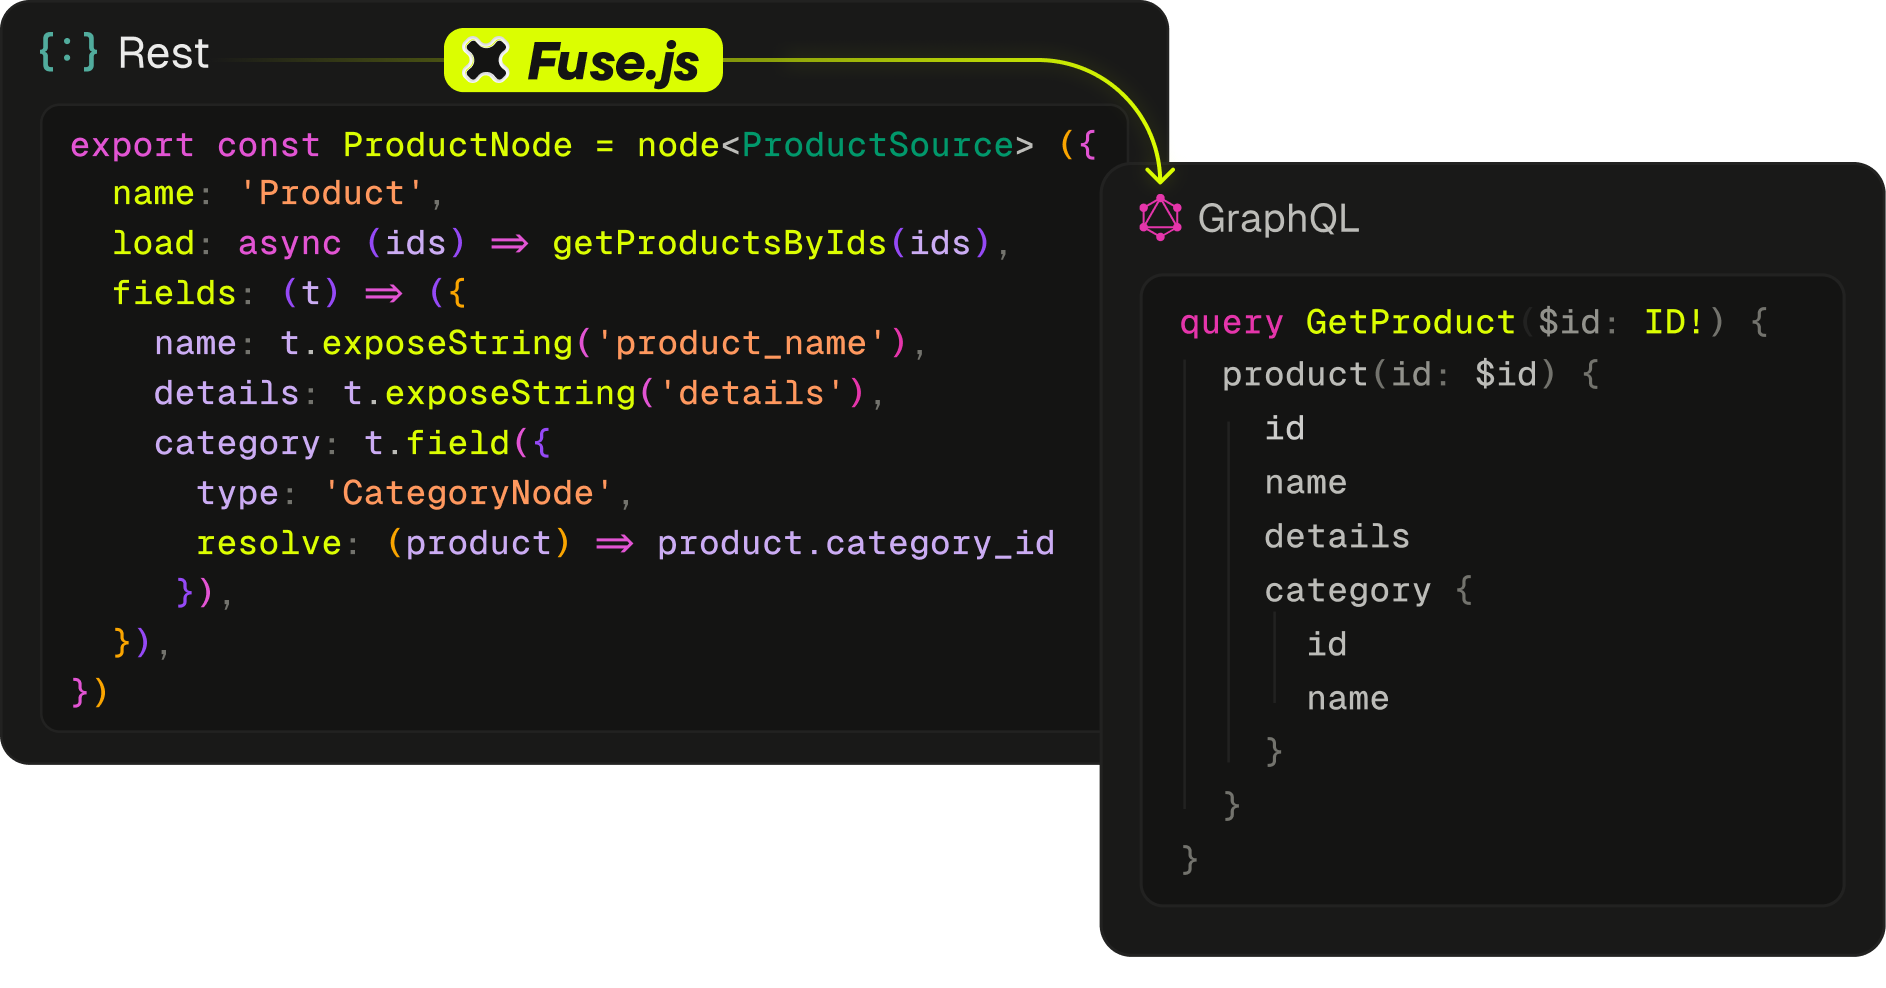 {:} Rest
Fuse.js
export const ProductNode = node<ProductSource> ({
  name: 'Product',
  load: async (ids) => getProductsByIds(ids),
  fields: (t) => ({
    name: t.exposeString('product_name'),
    details: t.exposeString('details'),
    category: t.field({
      type: 'CategoryNode',
      resolve: (product) => product.category_id
     }),
  }),
})
GraphQL
query GetProduct($id: ID!) {
  product(id: $id) {
    id
    name
    details
    category {
      id
      name
    }
  }
}